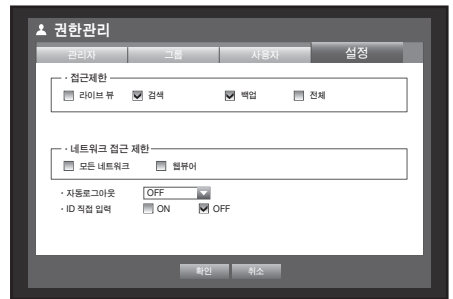 권한관리
관리자 그룹 사용자 설정
· 접근제한
라이브 뷰 검색 백업 전체
· 네트워크 접근 제한
모든 네트워크 웹뷰어
· 자동로그아웃 OFF
· ID 직접 입력 ON OFF
확인 취소